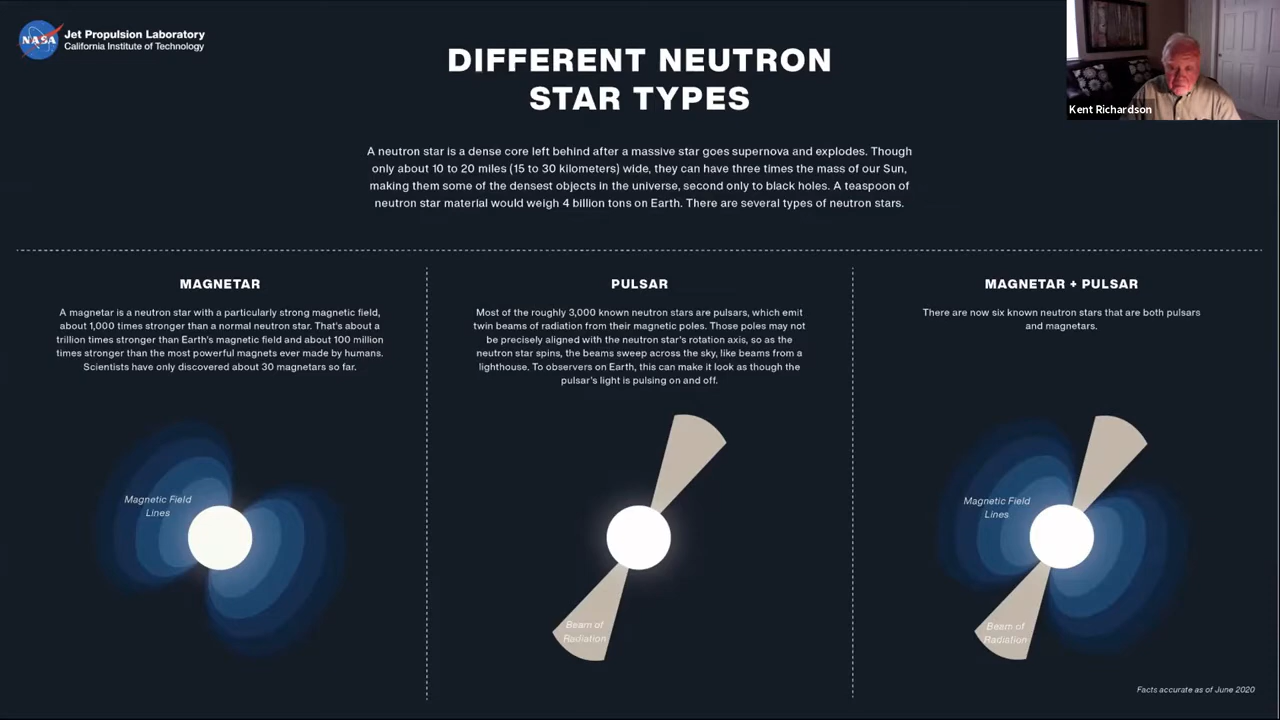 NASA
Jet Propulsion Laboratory
California Institute of Technology
DIFFERENT NEUTRON
STAR TYPES
Kent Richardson
A neutron star is a dense core left behind after a massive star goes supernova and explodes. Though
only about 10 to 20 miles (15 to 30 kilometers) wide, they can have three times the mass of our Sun,
making them some of the densest objects in the universe, second only to black holes. A teaspoon of
neutron star material would weigh 4 billion tons on Earth. There are several types of neutron stars.
MAGNETAR
A magnetar is a neutron star with a particularly strong magnetic field,
about 1,000 times stronger than a normal neutron star. That's about a
trillion times stronger than Earth's magnetic field and about 100 million
times stronger than the most powerful magnets ever made by humans.
Scientists have only discovered about 30 magnetars so far.
Magnetic Field
Lines
PULSAR
Most of the roughly 3,000 known neutron stars are pulsars, which emit
twin beams of radiation from their magnetic poles. Those poles may not
be precisely aligned with the neutron star's rotation axis, so as the
neutron star spins, the beams sweep across the sky, like beams from a
lighthouse. To observers on Earth, this can make it look as though the
pulsar's light is pulsing on and off.
Beam of
Radiation
MAGNETAR + PULSAR
There are now six known neutron stars that are both pulsars
and magnetars.
Magnetic Field
Lines
Beam of
Radiation
Facts accurate as of June 2020